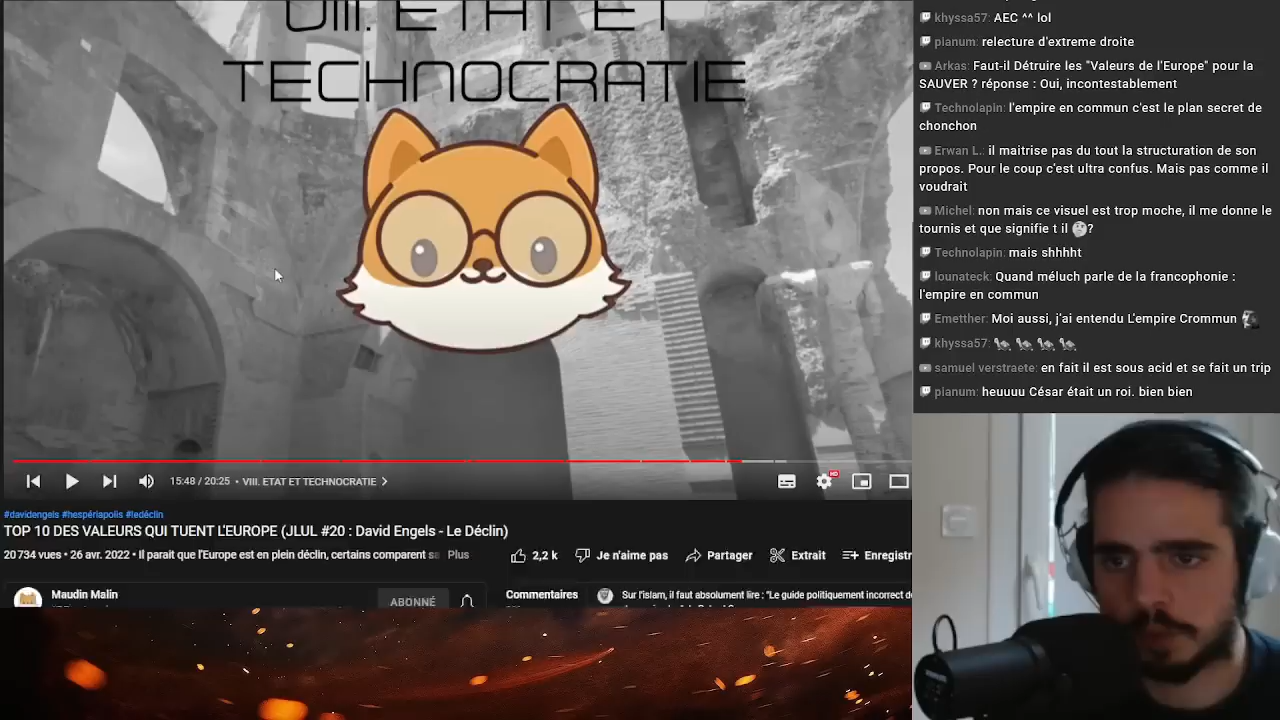 VIII. ETAT ET
TECHNOCRATIE
15:48 / 20:25 • VIII. ETAT ET TECHNOCRATIE
HD
#davidengels #hespériapolis #ledéclin
TOP 10 DES VALEURS QUI TUENT L'EUROPE (JLUL #20 : David Engels - Le Déclin)
20 734 vues • 26 avr. 2022 • Il parait que l'Europe est en plein déclin, certains comparent sa Plus
2,2 k Je n'aime pas Partager Extrait Enregistr
Maudin Malin
ABONNÉ
Commentaires
Sur l'islam, il faut absolument lire : "Le guide politiquement incorrect de
khyssa57: AEC ^^ lol
pianum: relecture d'extreme droite
Arkas: Faut-il Détruire les "Valeurs de l'Europe" pour la
SAUVER ? réponse : Oui, incontestablement
Technolapin: l'empire en commun c'est le plan secret de
chonchon
Erwan L.: il maitrise pas du tout la structuration de son
propos. Pour le coup c'est ultra confus. Mais pas comme il
voudrait
Michel: non mais ce visuel est trop moche, il me donne le
tournis et que signifie t il 🤔?
Technolapin: mais shhhht
lounateck: Quand méluch parle de la francophonie :
l'empire en commun
Emetther: Moi aussi, j'ai entendu L'empire Crommun
khyssa57:
samuel verstraete: en fait il est sous acid et se fait un trip
pianum: heuuuu César était un roi. bien bien